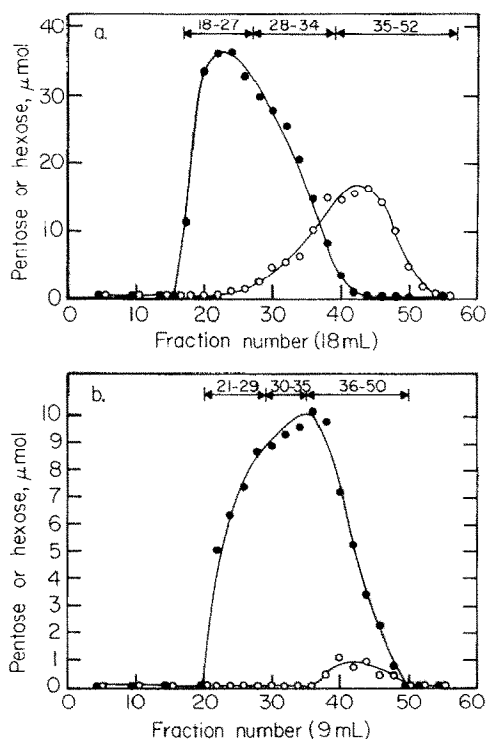 a.
18-27 28-34 35-52
40
30
20
10
0
Pentose or hexose, µmol
0 10 20 30 40 50 60
Fraction number (18 mL)
b.
21-29 30-35 36-50
10
9
8
7
6
5
4
3
2
1
0
Pentose or hexose, µmol
0 10 20 30 40 50 60
Fraction number (9 mL)